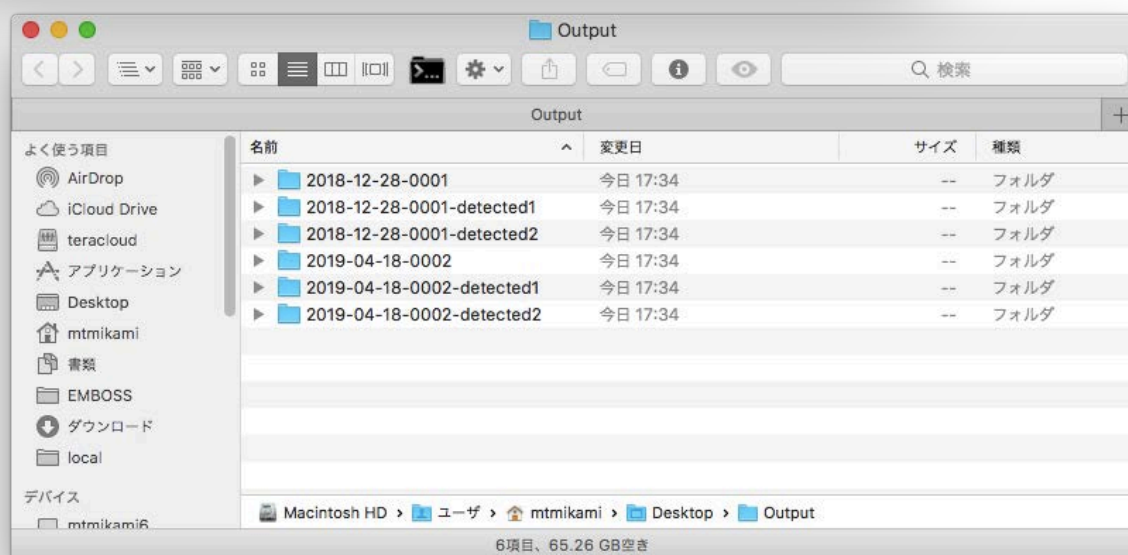 Output
検索
Output
よく使う項目
AirDrop
iCloud Drive
teracloud
アプリケーション
Desktop
mtmikami
書類
EMBOSS
ダウンロード
local
デバイス
mtmikami6
名前 変更日 サイズ 種類
2018-12-28-0001 今日 17:34 -- フォルダ
2018-12-28-0001-detected1 今日 17:34 -- フォルダ
2018-12-28-0001-detected2 今日 17:34 -- フォルダ
2019-04-18-0002 今日 17:34 -- フォルダ
2019-04-18-0002-detected1 今日 17:34 -- フォルダ
2019-04-18-0002-detected2 今日 17:34 -- フォルダ
Macintosh HD › ユーザ › mtmikami › Desktop › Output
6項目、65.26 GB空き